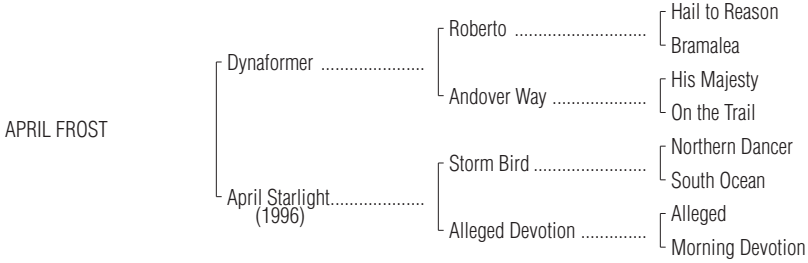 Hail to Reason
Roberto ............................
Bramalea
Dynaformer ......................
His Majesty
Andover Way ....................
On the Trail
APRIL FROST
Northern Dancer
Storm Bird ........................
South Ocean
April Starlight....................
(1996)
Alleged
Alleged Devotion ..............
Morning Devotion